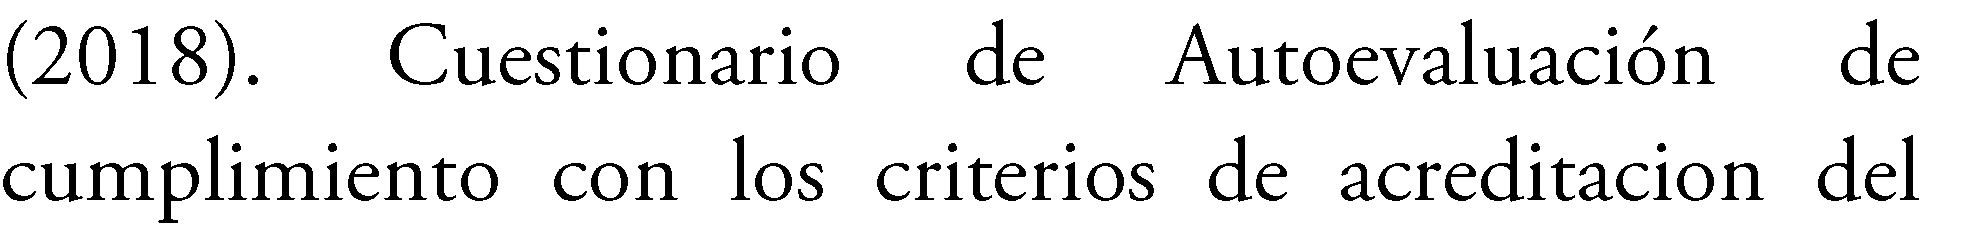 (2018). Cuestionario de Autoevaluación de
cumplimiento con los criterios de acreditacion del